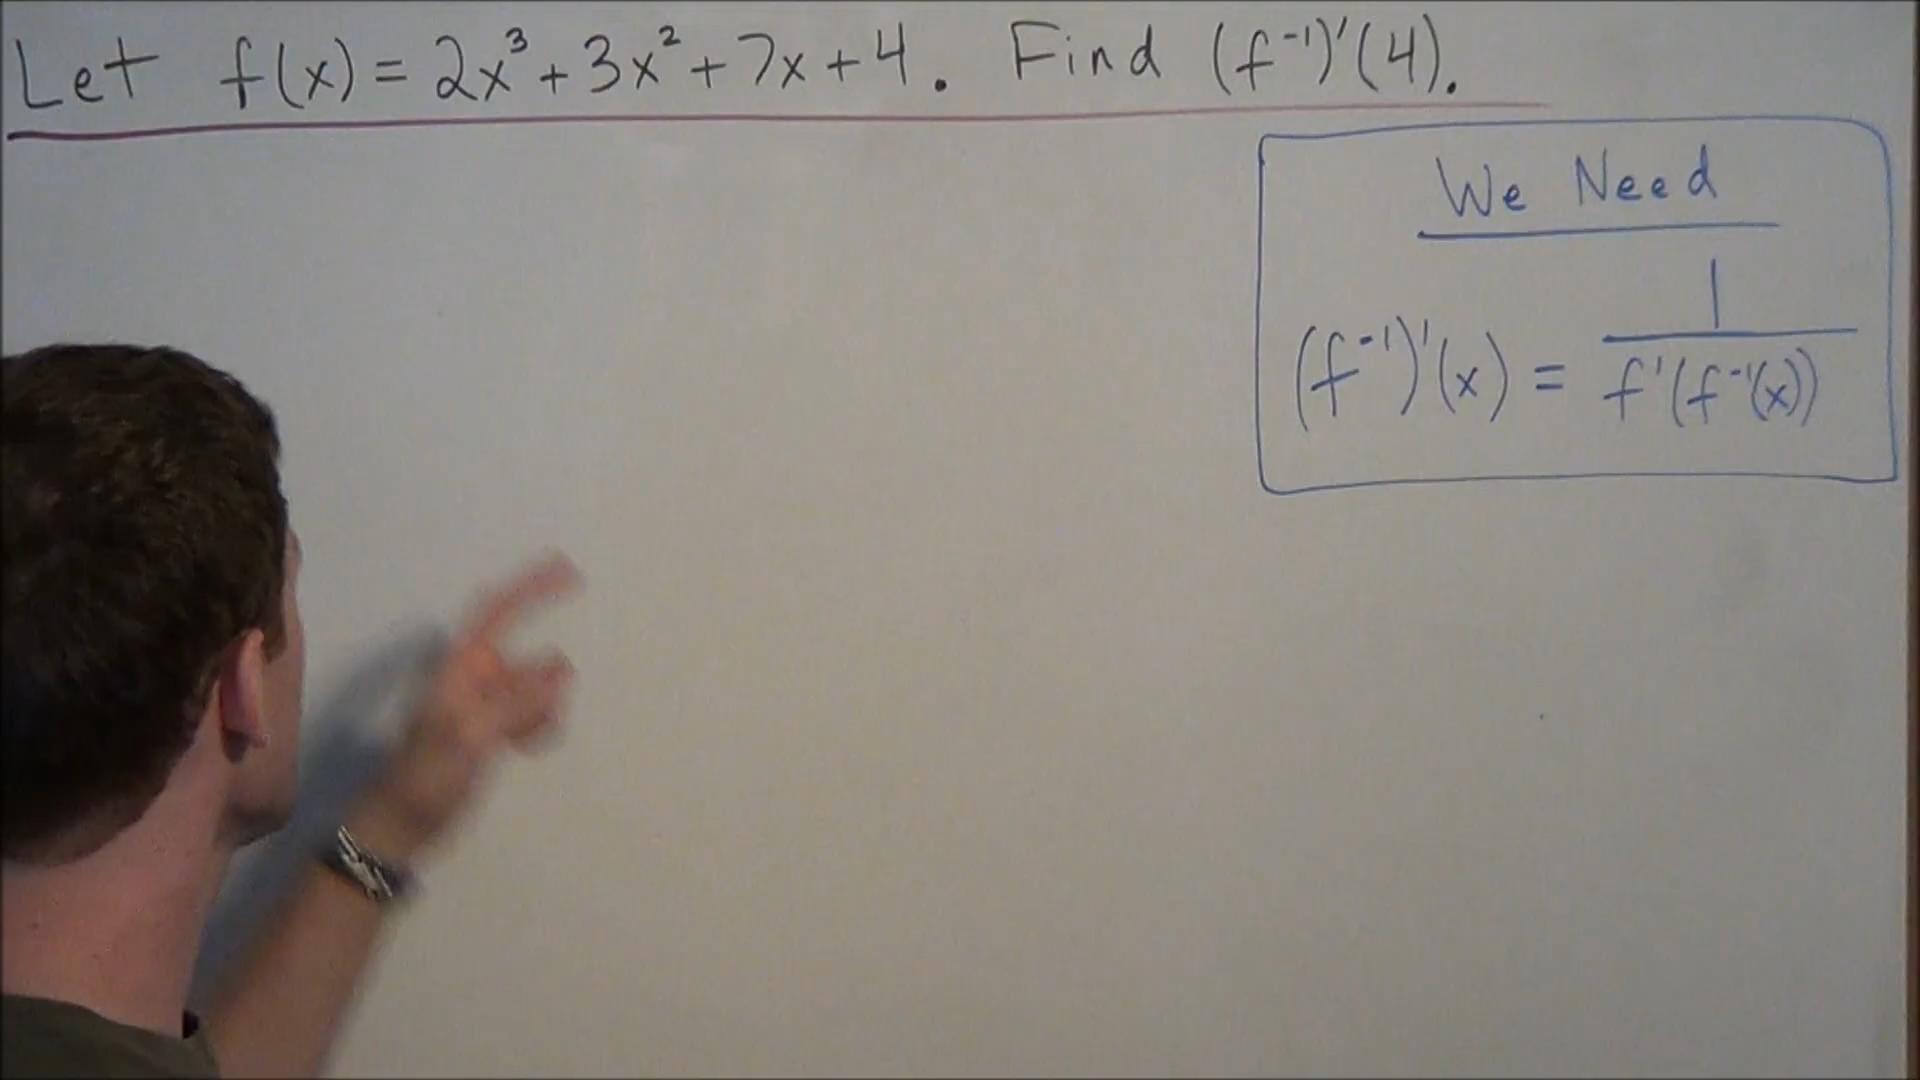 Let f(x) = 2x³ + 3x² + 7x + 4. Find (f⁻¹)'(4).
We Need
(f⁻¹)'(x) = 1 / f'(f⁻¹(x))